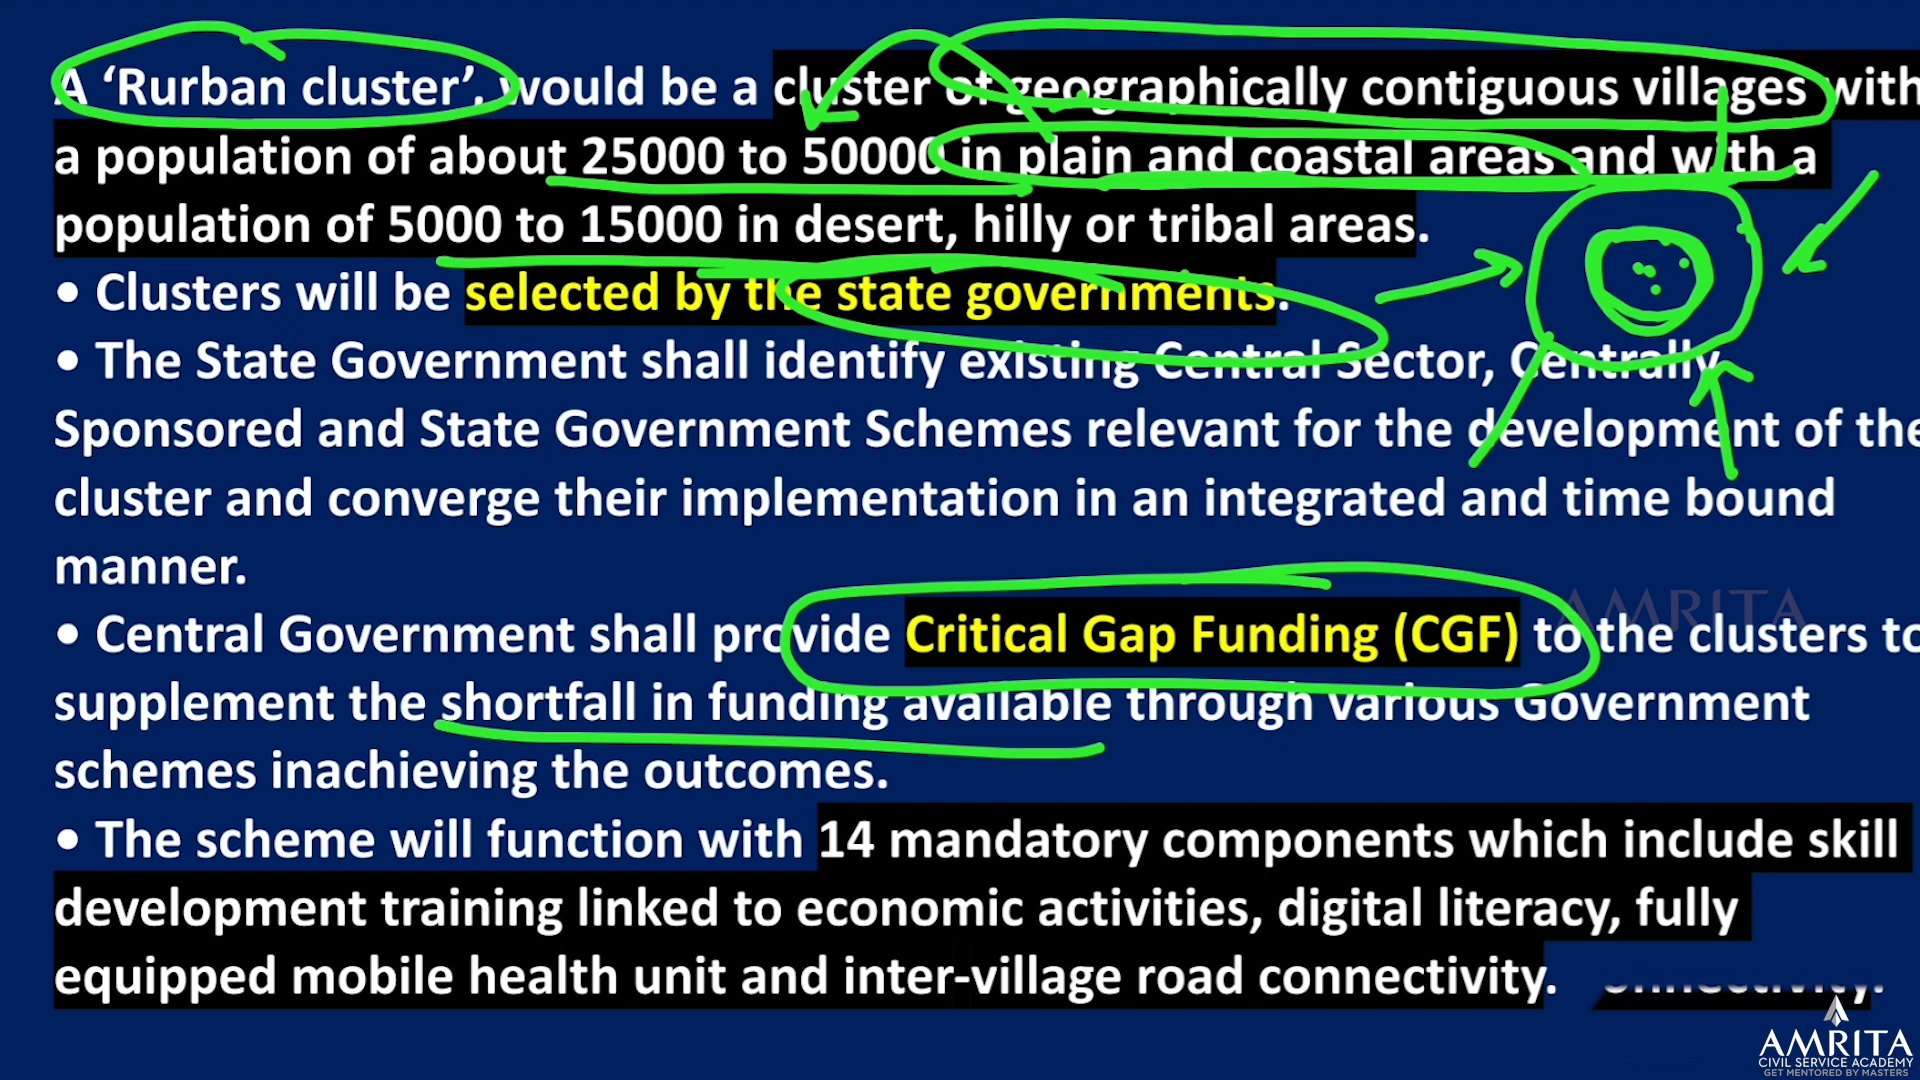 A ‘Rurban cluster’, would be a cluster of geographically contiguous villages with
a population of about 25000 to 50000 in plain and coastal areas and with a
population of 5000 to 15000 in desert, hilly or tribal areas.
• Clusters will be selected by the state governments.
• The State Government shall identify existing Central Sector, Centrally
Sponsored and State Government Schemes relevant for the development of the
cluster and converge their implementation in an integrated and time bound
manner.
• Central Government shall provide Critical Gap Funding (CGF) to the clusters to
supplement the shortfall in funding available through various Government
schemes inachieving the outcomes.
• The scheme will function with 14 mandatory components which include skill
development training linked to economic activities, digital literacy, fully
equipped mobile health unit and inter-village road connectivity.
AMRITA
AMRITA
CIVIL SERVICE ACADEMY
GET MENTORED BY MASTERS